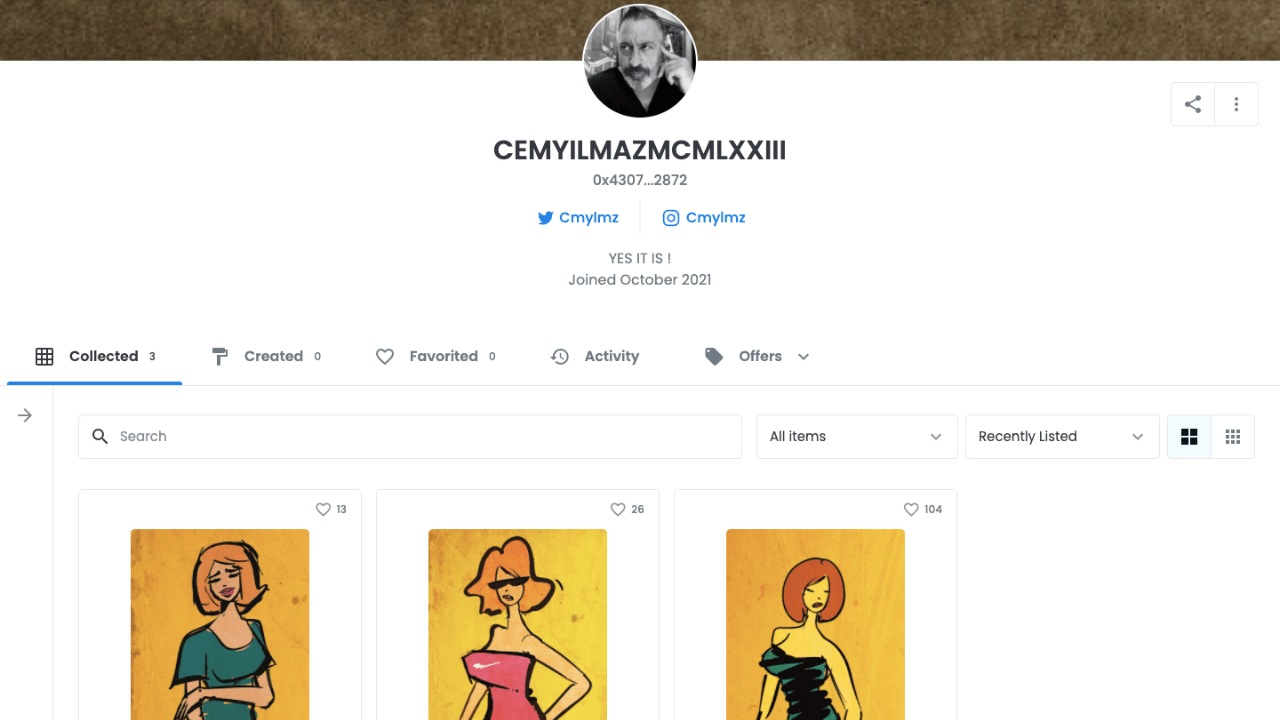 CEMYILMAZMCMLXXIII
0x4307...2872
Cmylmz
Cmylmz
YES IT IS !
Joined October 2021
Collected 3
Created 0
Favorited 0
Activity
Offers
Search
All items
Recently Listed
13
26
104